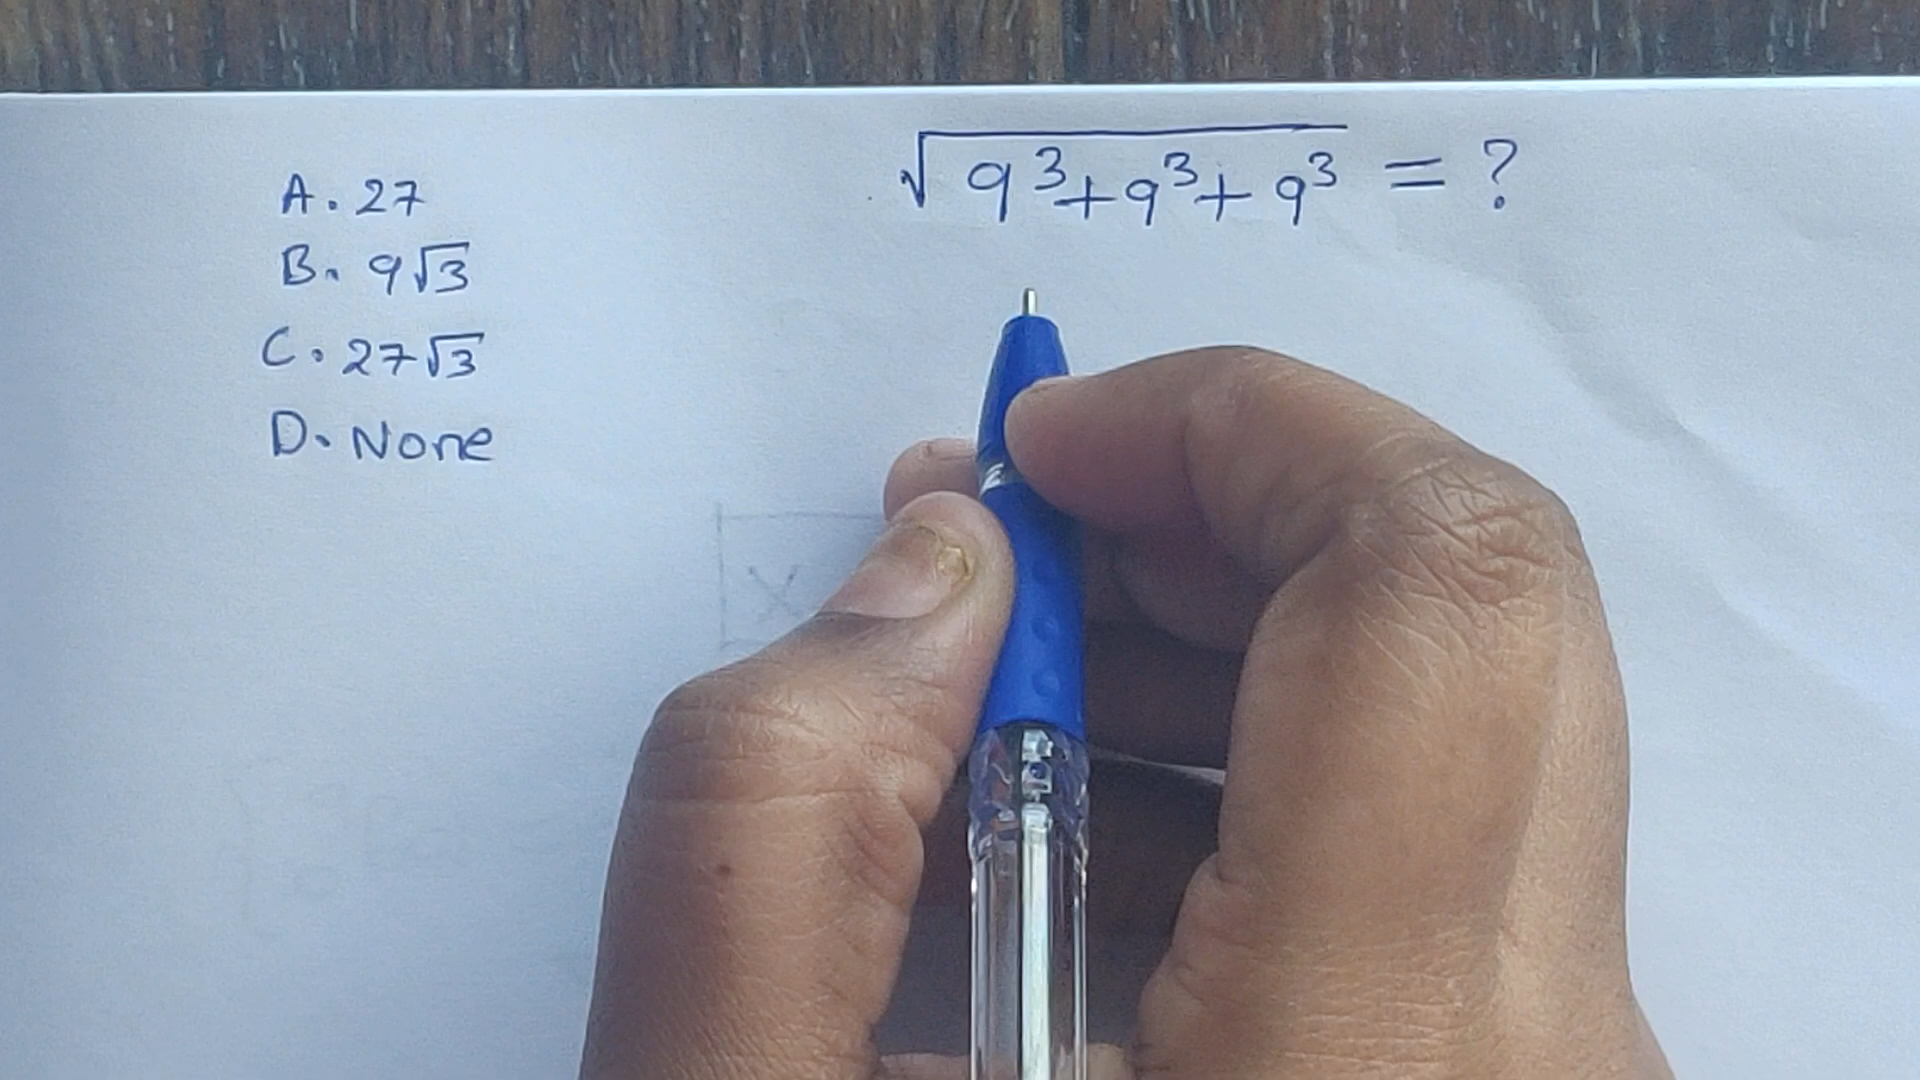 √9³+9³+9³ = ?
A. 27
B. 9√3
C. 27√3
D. None
X